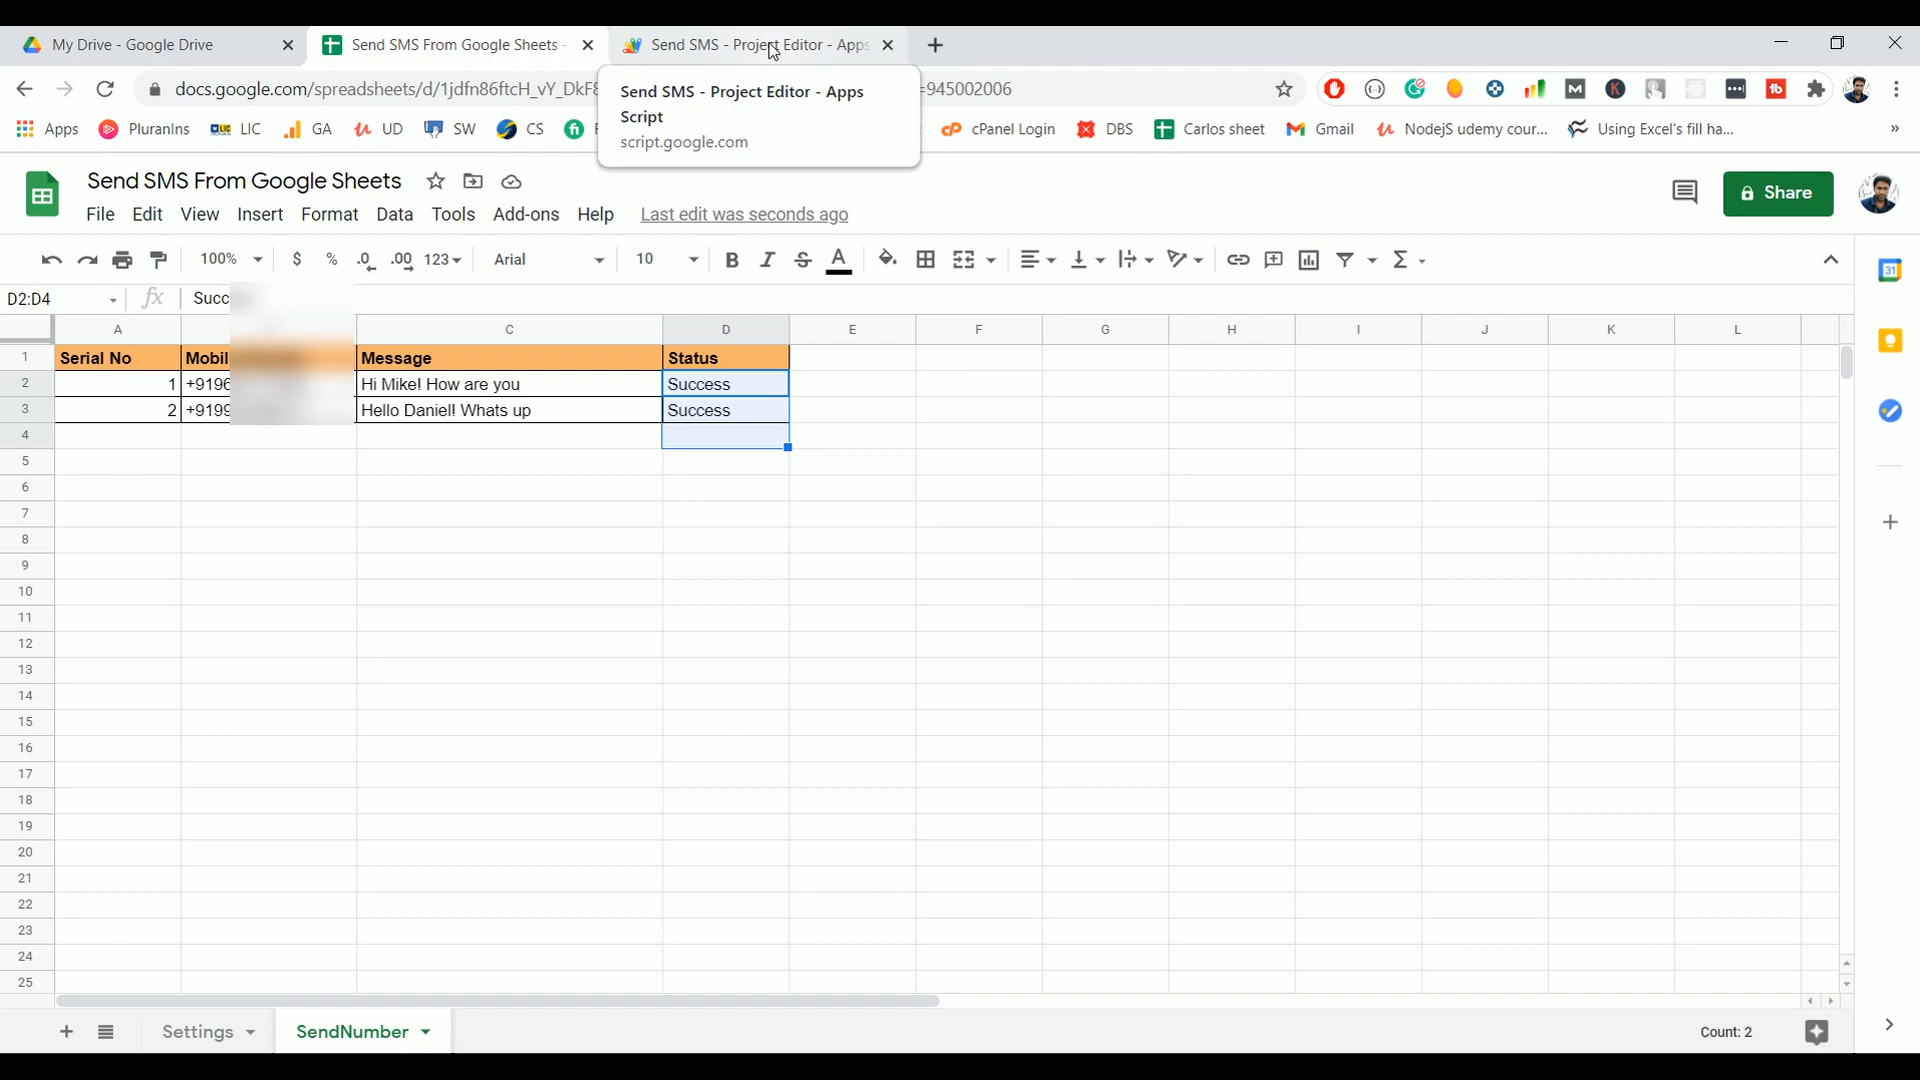 My Drive - Google Drive
Send SMS From Google Sheets -
Send SMS - Project Editor - Apps
docs.google.com/spreadsheets/d/1jdfn86ftcH_vY_DkF8
=945002006
Send SMS - Project Editor - Apps
Script
script.google.com
Apps PluranIns LIC GA UD SW CS cPanel Login DBS Carlos sheet Gmail NodejS udemy cour... Using Excel's fill ha... »
Send SMS From Google Sheets
Share
File Edit View Insert Format Data Tools Add-ons Help Last edit was seconds ago
100% $ % .0 .00 123 Arial 10 B I S A
D2:D4 fx Succ
A C D E F G H I J K L
1 Serial No Mobil Message Status
2 1 +9196 Hi Mike! How are you Success
3 2 +9199 Hello Daniel! Whats up Success
4
5
6
7
8
9
10
11
12
13
14
15
16
17
18
19
20
21
22
23
24
25
Settings SendNumber Count: 2